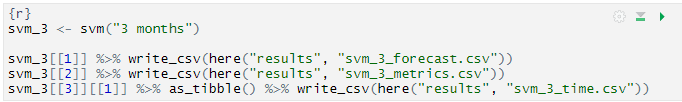 {r}
svm_3 <- svm("3 months")
svm_3[[1]] %>% write_csv(here("results", "svm_3_forecast.csv"))
svm_3[[2]] %>% write_csv(here("results", "svm_3_metrics.csv"))
svm_3[[3]][[1]] %>% as_tibble() %>% write_csv(here("results", "svm_3_time.csv"))